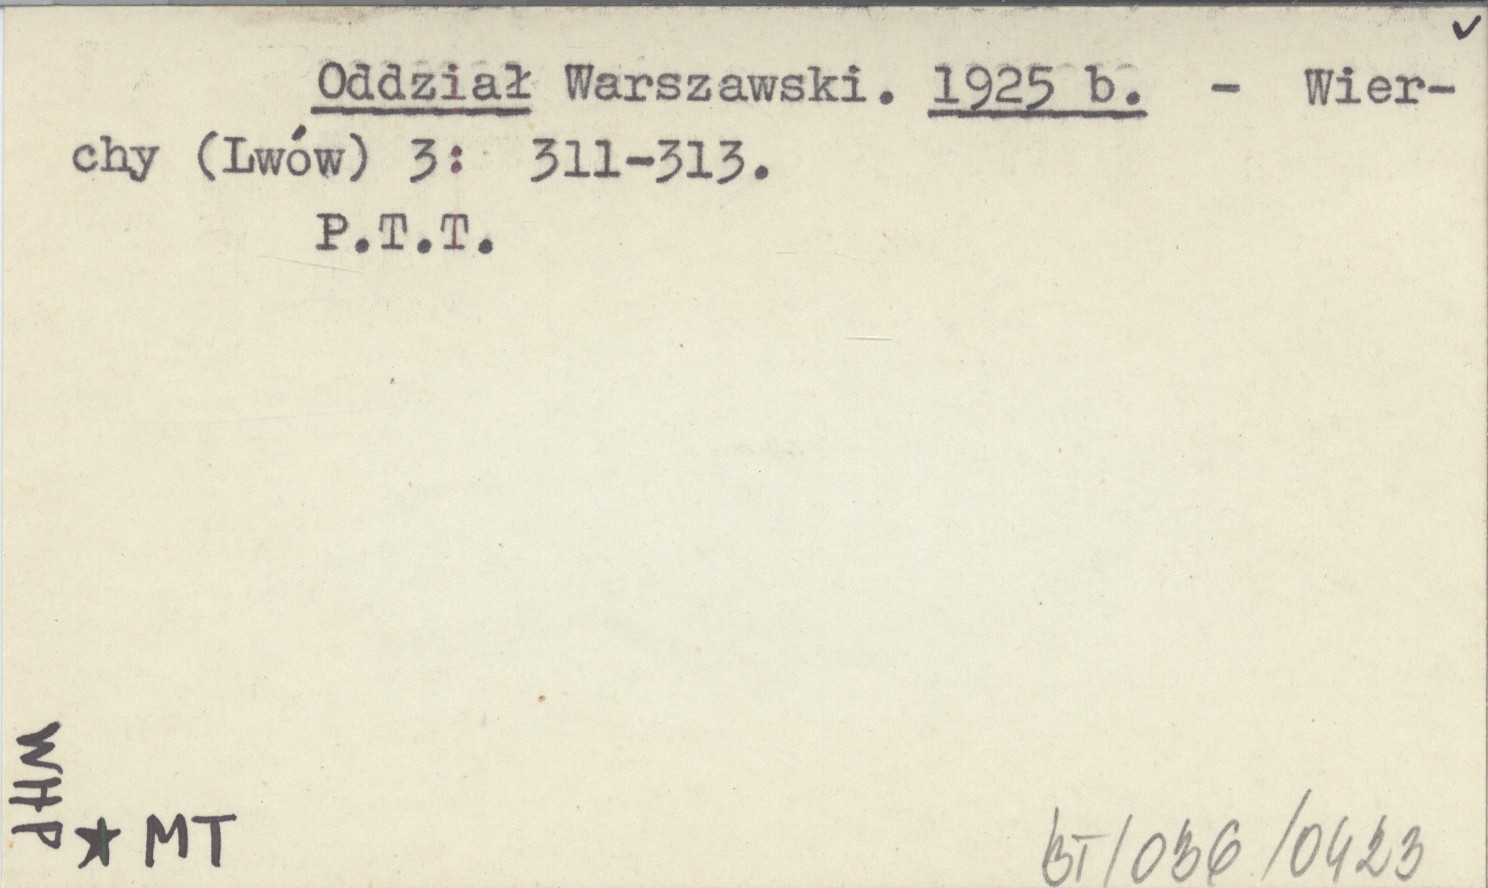 ✓
Oddział Warszawski. 1925 b. - Wier-
chy (Lwów) 3: 311-313.
P.T.T.
WHP
★ MT
BT/036/0423